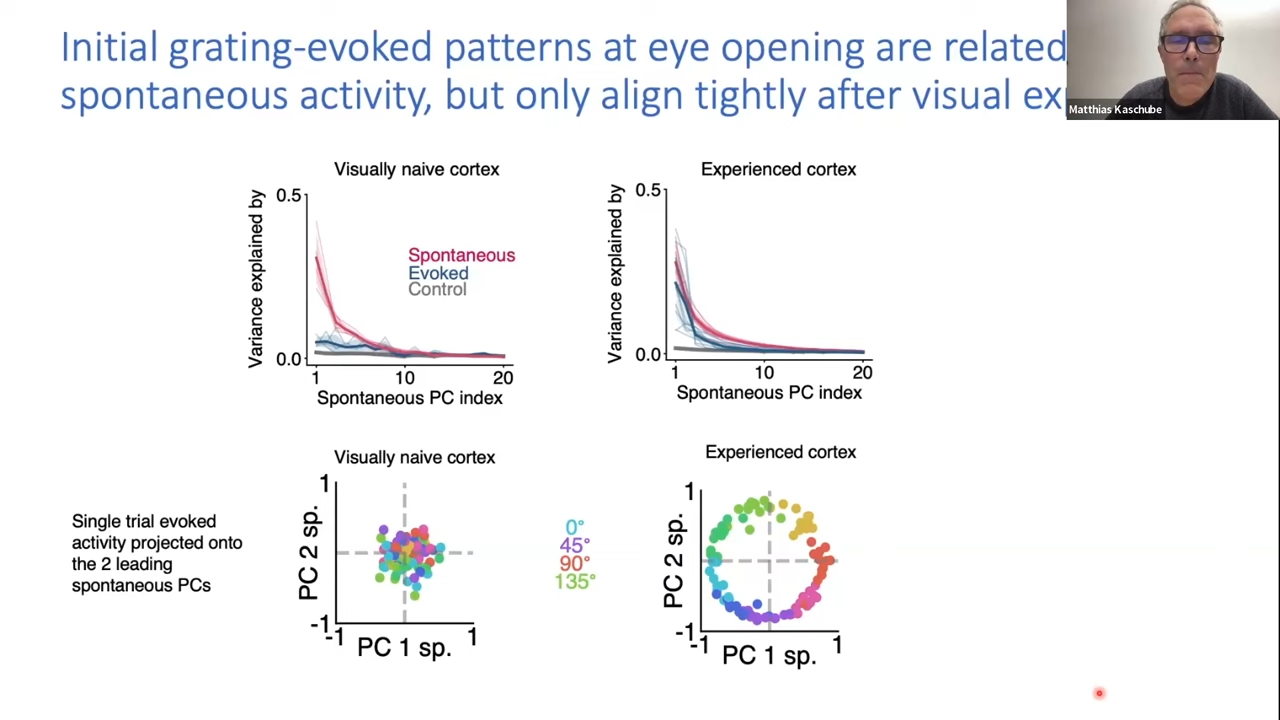 Initial grating-evoked patterns at eye opening are related
spontaneous activity, but only align tightly after visual ex
Matthias Kaschube
Visually naive cortex
Variance explained by
0.5
0.0
Spontaneous
Evoked
Control
1
10
20
Spontaneous PC index
Experienced cortex
Variance explained by
0.5
0.0
1
10
20
Spontaneous PC index
Single trial evoked
activity projected onto
the 2 leading
spontaneous PCs
Visually naive cortex
PC 2 sp.
1
-1
-1
1
PC 1 sp.
0°
45°
90°
135°
Experienced cortex
PC 2 sp.
1
-1
-1
1
PC 1 sp.